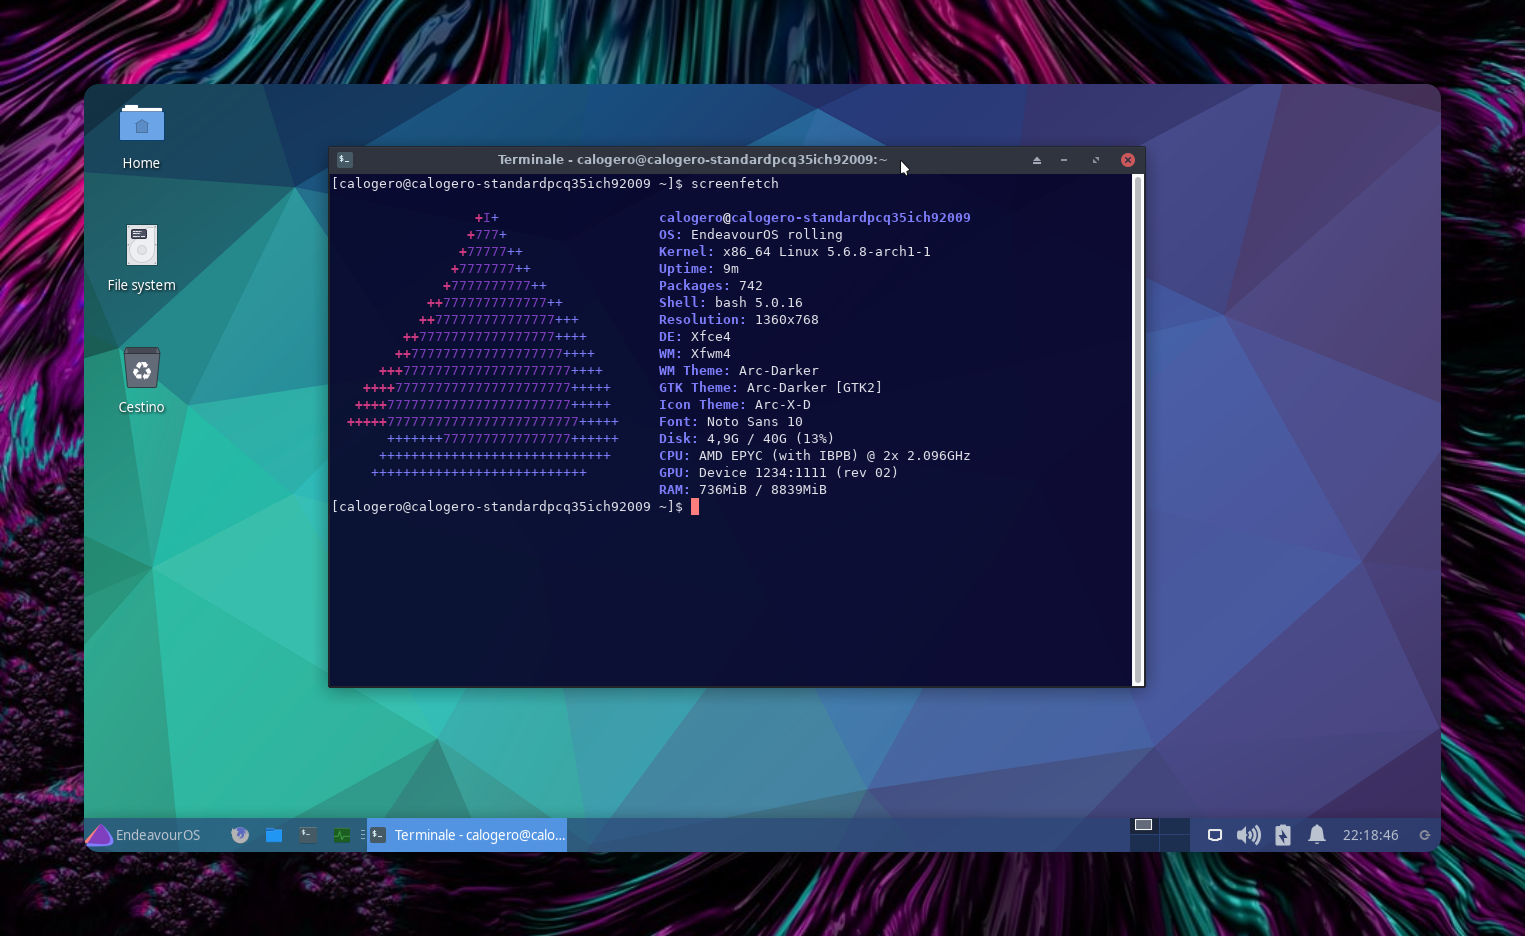 Home
File system
Cestino
Terminale - calogero@calogero-standardpcq35ich92009:~
[calogero@calogero-standardpcq35ich92009 ~]$ screenfetch
+I+
calogero@calogero-standardpcq35ich92009
+777+
OS: EndeavourOS rolling
+77777++
Kernel: x86_64 Linux 5.6.8-arch1-1
+7777777++
Uptime: 9m
+7777777777++
Packages: 742
++7777777777777++
Shell: bash 5.0.16
++777777777777777+++
Resolution: 1360x768
++77777777777777777++++
DE: Xfce4
++7777777777777777777++++
WM: Xfwm4
+++777777777777777777777++++
WM Theme: Arc-Darker
++++7777777777777777777777+++++
GTK Theme: Arc-Darker [GTK2]
++++77777777777777777777777+++++
Icon Theme: Arc-X-D
+++++777777777777777777777777+++++
Font: Noto Sans 10
+++++++7777777777777777++++++
Disk: 4,9G / 40G (13%)
+++++++++++++++++++++++++++++
CPU: AMD EPYC (with IBPB) @ 2x 2.096GHz
+++++++++++++++++++++++++++
GPU: Device 1234:1111 (rev 02)
RAM: 736MiB / 8839MiB
[calogero@calogero-standardpcq35ich92009 ~]$
EndeavourOS
Terminale - calogero@calo...
22:18:46